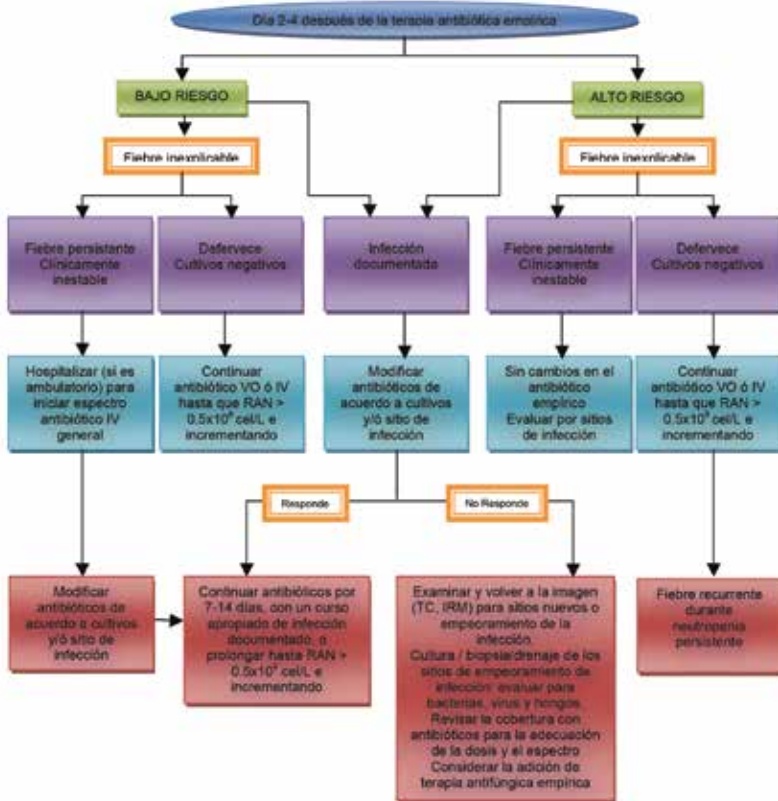 Día 2-4 después de la terapia antibiótica empírica
BAJO RIESGO
ALTO RIESGO
Fiebre inexplicable
Fiebre inexplicable
Fiebre persistente
Clínicamente
inestable
Defervece
Cultivos negativos
Infección
documentada
Fiebre persistente
Clínicamente
inestable
Defervece
Cultivos negativos
Hospitalizar (si es
ambulatorio) para
iniciar espectro
antibiótico IV
general
Continuar
antibiótico VO ó IV
hasta que RAN >
0.5x10⁹ cel/L e
incrementando
Modificar
antibióticos de
acuerdo a cultivos
y/ó sitio de
infección
Sin cambios en el
antibiótico
empírico
Evaluar por sitios
de infección
Continuar
antibiótico VO ó IV
hasta que RAN >
0.5x10⁹ cel/L e
incrementando
Responde
No Responde
Modificar
antibióticos de
acuerdo a cultivos
y/ó sitio de
infección
Continuar antibióticos por
7-14 días, con un curso
apropiado de infección
documentado, o
prolongar hasta RAN >
0.5x10⁹ cel/L e
incrementando
Examinar y volver a la imagen
(TC, IRM) para sitios nuevos o
empeoramiento de la
infección.
Cultura / biopsia/drenaje de los
sitios de empeoramiento de
infección: evaluar para
bacterias, virus y hongos.
Revisar la cobertura con
antibióticos para la adecuación
de la dosis y el espectro
Considerar la adición de
terapia antifúngica empírica
Fiebre recurrente
durante
neutropenia
persistente